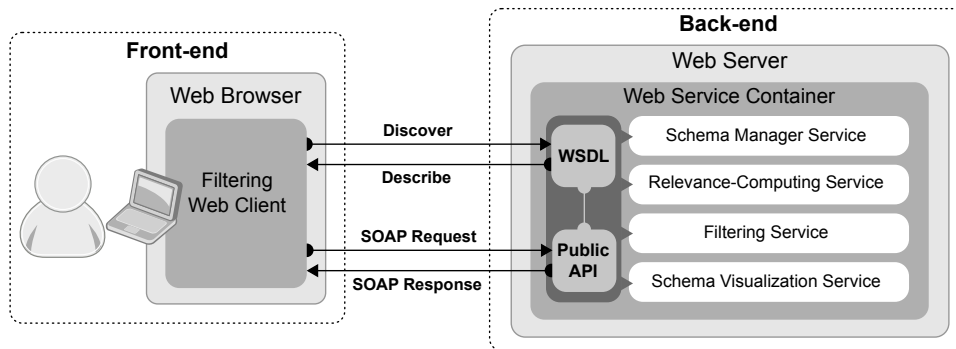 Front-end
Web Browser
Filtering
Web Client
Discover
Describe
SOAP Request
SOAP Response
Back-end
Web Server
Web Service Container
WSDL
Public
API
Schema Manager Service
Relevance-Computing Service
Filtering Service
Schema Visualization Service